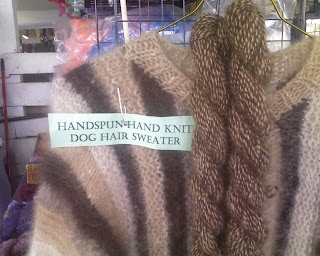 HANDSPUN HAND KNIT
DOG HAIR SWEATER